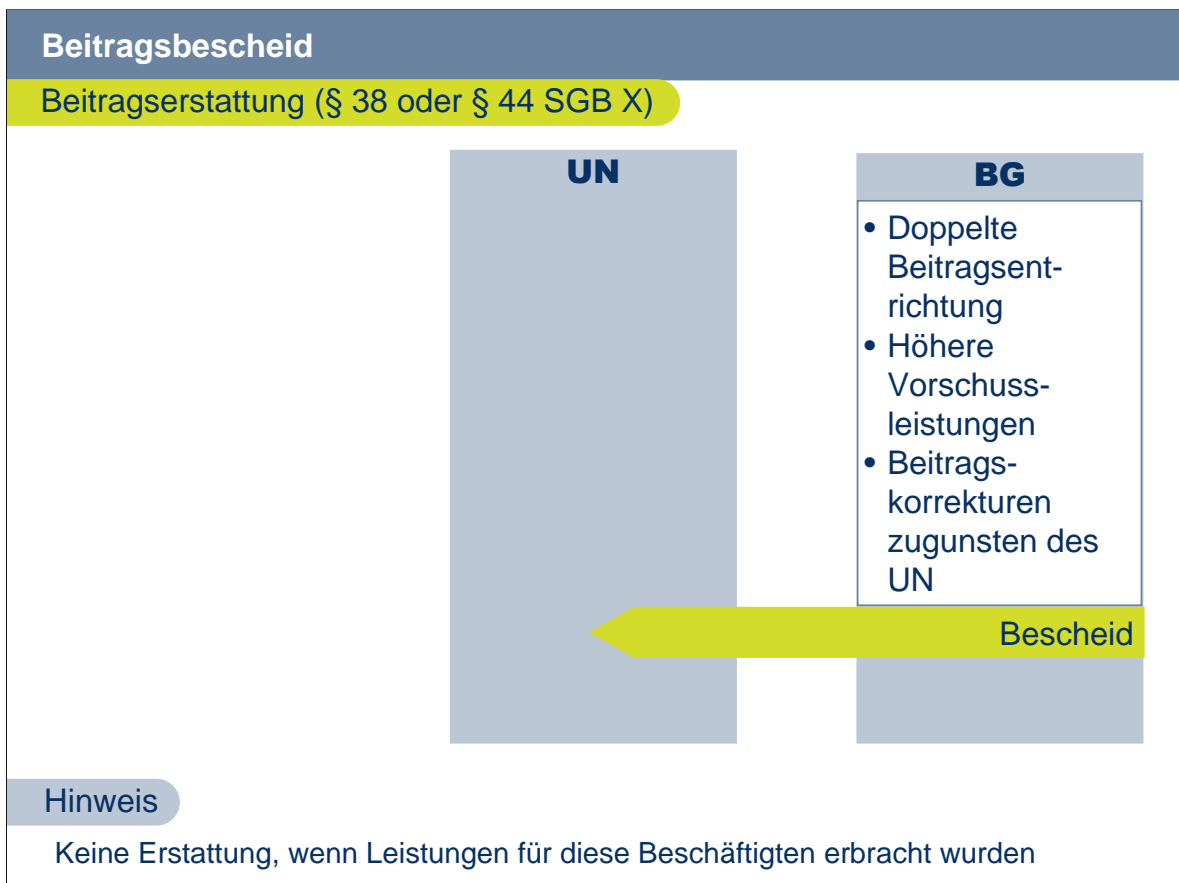 Beitragsbescheid
Beitragserstattung (§ 38 oder § 44 SGB X)
UN
BG
• Doppelte
Beitragsent-
richtung
• Höhere
Vorschuss-
leistungen
• Beitrags-
korrekturen
zugunsten des
UN
Bescheid
Hinweis
Keine Erstattung, wenn Leistungen für diese Beschäftigten erbracht wurden